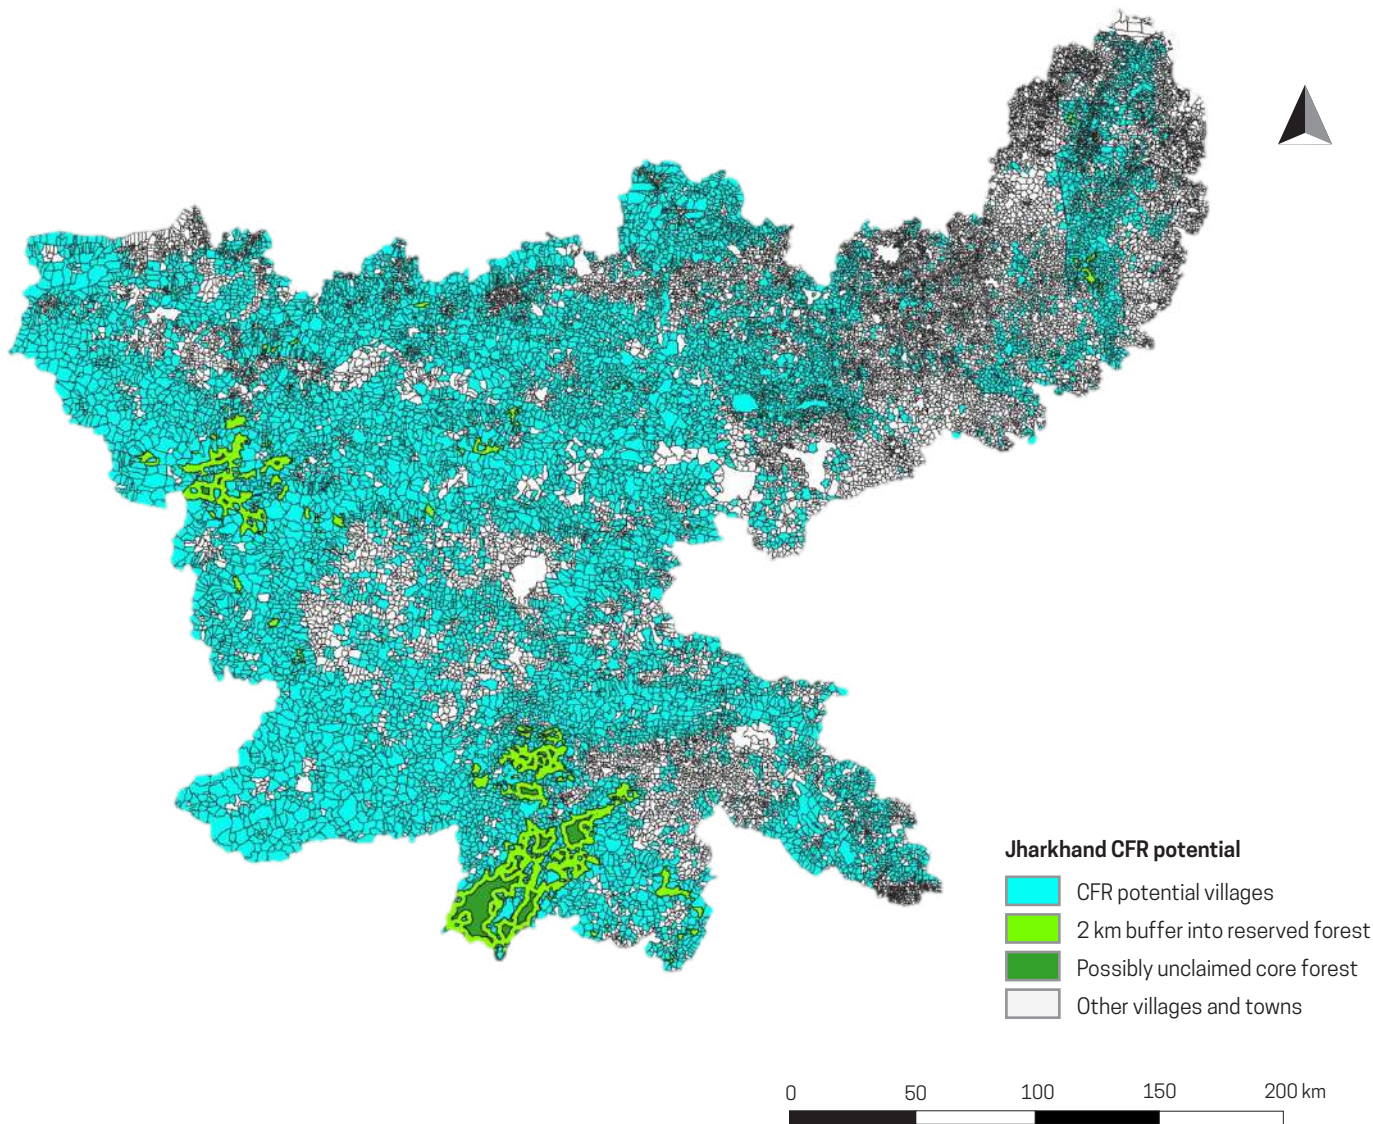 Jharkhand CFR potential
CFR potential villages
2 km buffer into reserved forest
Possibly unclaimed core forest
Other villages and towns
0 50 100 150 200 km